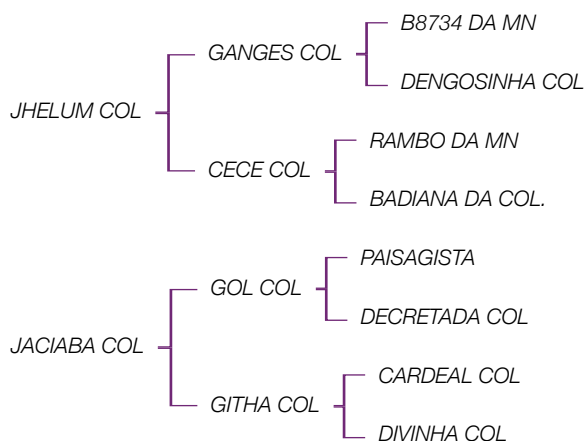 B8734 DA MN
GANGES COL
DENGOSINHA COL
JHELUM COL
RAMBO DA MN
CECE COL
BADIANA DA COL.
PAISAGISTA
GOL COL
DECRETADA COL
JACIABA COL
CARDEAL COL
GITHA COL
DIVINHA COL